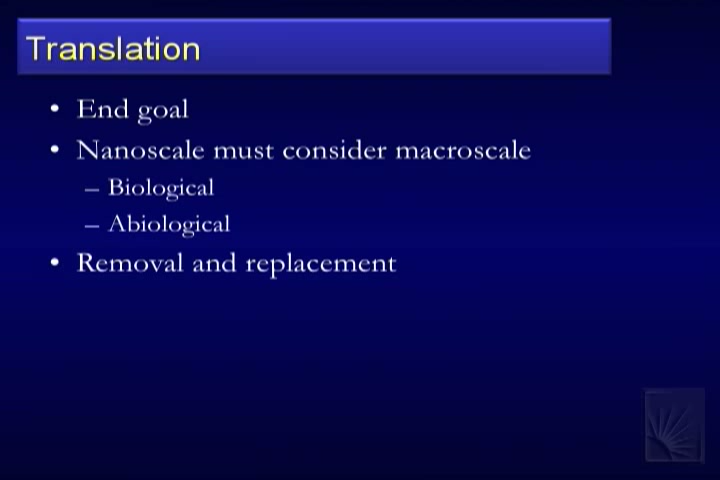 Translation
• End goal
• Nanoscale must consider macroscale
– Biological
– Abiological
• Removal and replacement